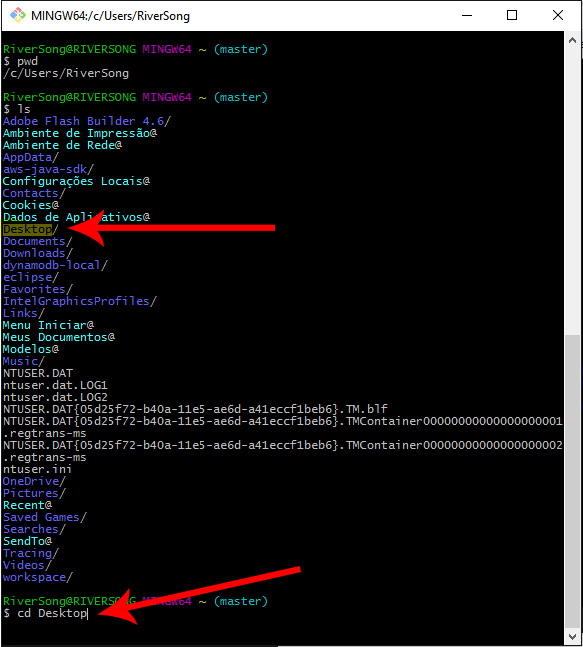 MINGW64:/c/Users/RiverSong
RiverSong@RIVERSONG MINGW64 ~ (master)
$ pwd
/c/Users/RiverSong
RiverSong@RIVERSONG MINGW64 ~ (master)
$ ls
Adobe Flash Builder 4.6/
Ambiente de Impressão@
Ambiente de Rede@
AppData/
aws-java-sdk/
Configurações Locais@
Contacts/
Cookies@
Dados de Aplicativos@
Desktop/
Documents/
Downloads/
dynamodb-local/
eclipse/
Favorites/
IntelGraphicsProfiles/
Links/
Menu Iniciar@
Meus Documentos@
Modelos@
Music/
NTUSER.DAT
ntuser.dat.LOG1
ntuser.dat.LOG2
NTUSER.DAT{05d25f72-b40a-11e5-ae6d-a41eccf1beb6}.TM.blf
NTUSER.DAT{05d25f72-b40a-11e5-ae6d-a41eccf1beb6}.TMContainer00000000000000000001
.regtrans-ms
NTUSER.DAT{05d25f72-b40a-11e5-ae6d-a41eccf1beb6}.TMContainer00000000000000000002
.regtrans-ms
ntuser.ini
OneDrive/
Pictures/
Recent@
Saved Games/
Searches/
SendTo@
Tracing/
Videos/
workspace/
RiverSong@RIVERSONG MINGW64 ~ (master)
$ cd Desktop